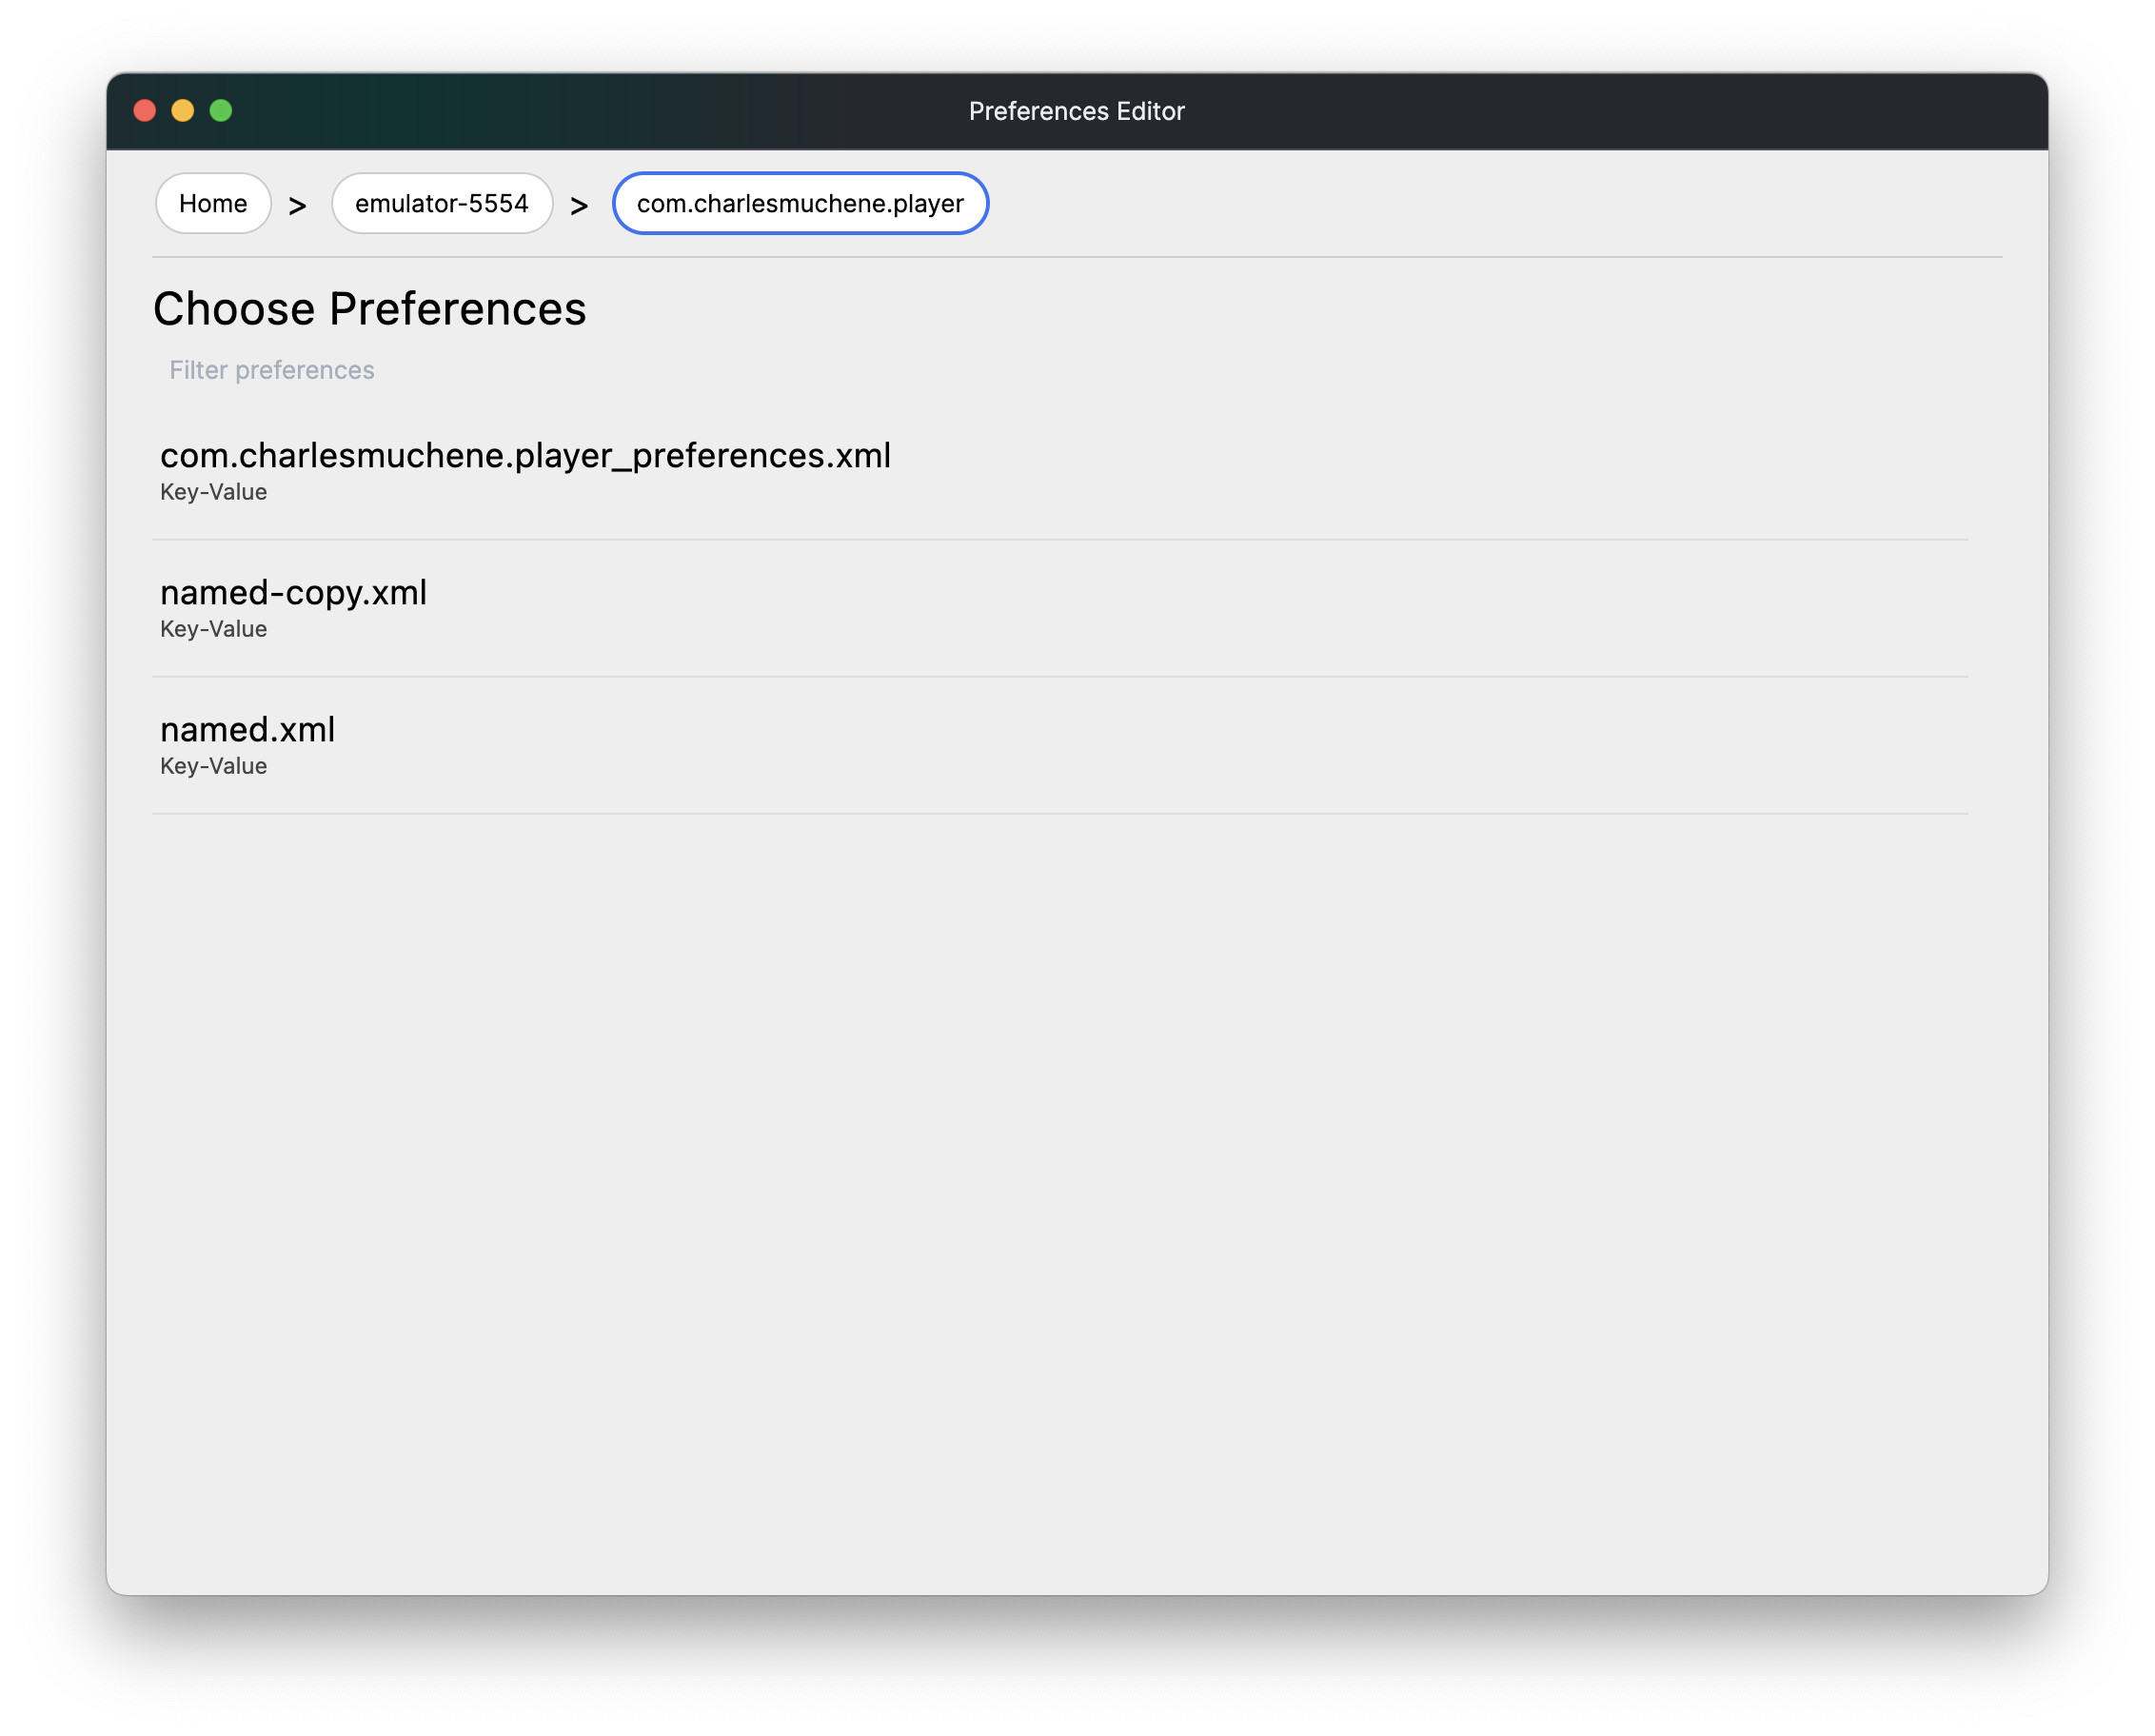 Preferences Editor
Home > emulator-5554 > com.charlesmuchene.player
Choose Preferences
Filter preferences
com.charlesmuchene.player_preferences.xml
Key-Value
named-copy.xml
Key-Value
named.xml
Key-Value